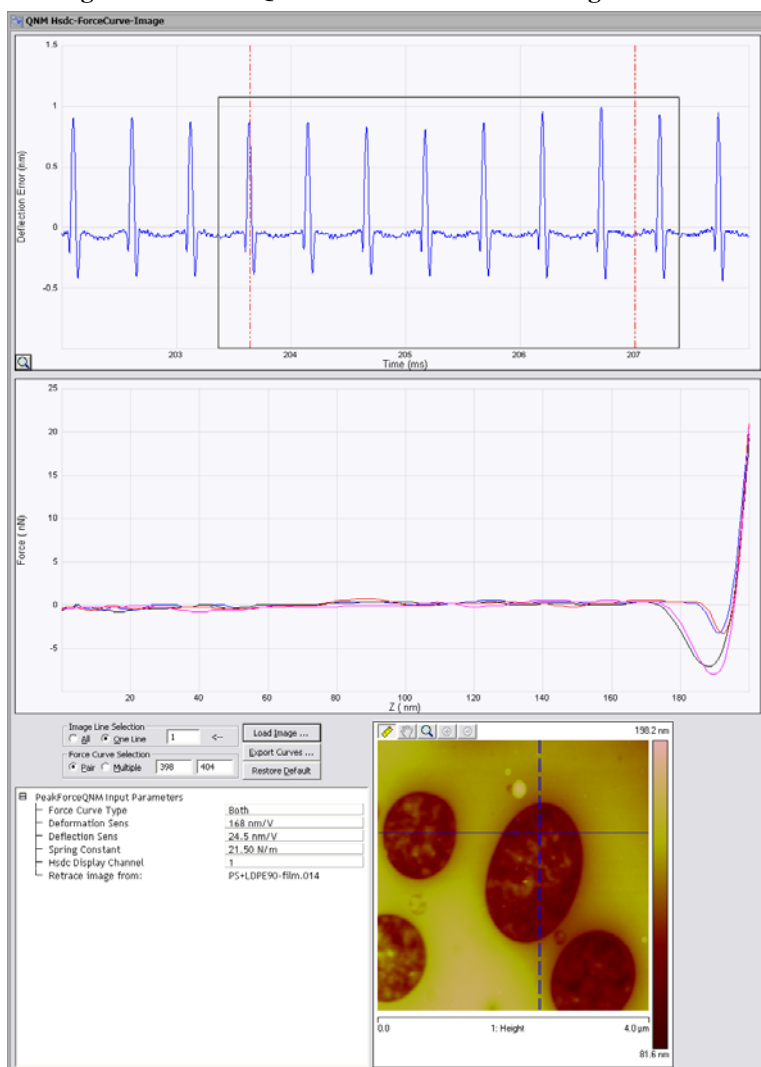 QNM Hsdc-ForceCurve-Image
1.5
1
0.5
0
-0.5
Deflection Error (nm)
203 204 205 206 207
Time (ms)
25
20
15
10
5
0
-5
Force ( nN)
20 40 60 80 100 120 140 160 180
Z ( nm)
Image Line Selection
All One Line 1 <--
Force Curve Selection
Pair Multiple 398 404
Load Image ...
Export Curves ...
Restore Default
PeakForceQNM Input Parameters
Force Curve Type Both
Deformation Sens 168 nm/V
Deflection Sens 24.5 nm/V
Spring Constant 21.50 N/m
Hsdc Display Channel 1
Retrace image from: PS+LDPE90-film.014
198.2 nm
0.0 1: Height 4.0 µm
81.6 nm